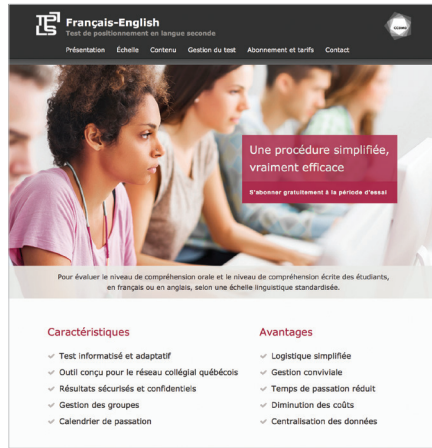 TCLS
Français-English
Test de positionnement en langue seconde
CCDMD
Présentation Échelle Contenu Gestion du test Abonnement et tarifs Contact
Une procédure simplifiée,
vraiment efficace
S'abonner gratuitement à la période d'essai
Pour évaluer le niveau de compréhension orale et le niveau de compréhension écrite des étudiants,
en français ou en anglais, selon une échelle linguistique standardisée.
Caractéristiques
Test informatisé et adaptatif
Outil conçu pour le réseau collégial québécois
Résultats sécurisés et confidentiels
Gestion des groupes
Calendrier de passation
Avantages
Logistique simplifiée
Gestion conviviale
Temps de passation réduit
Diminution des coûts
Centralisation des données